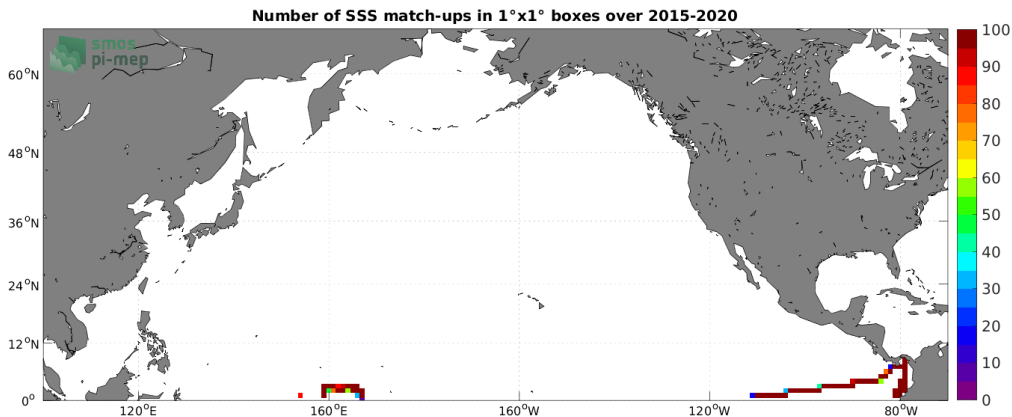 Number of SSS match-ups in 1°x1° boxes over 2015-2020
smos
pi-mep
60°N
48°N
36°N
24°N
12°N
0°
120°E
160°E
160°W
120°W
80°W
100
90
80
70
60
50
40
30
20
10
0